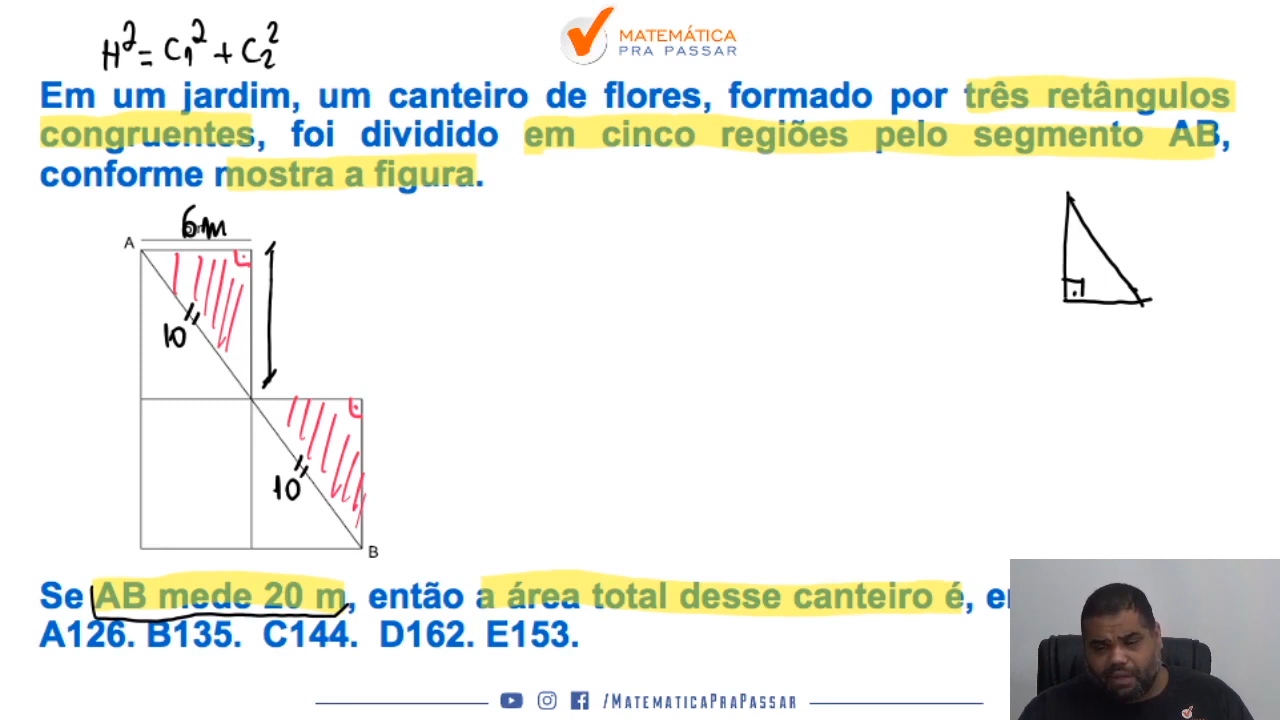 H² = C₁² + C₂²
MATEMÁTICA
PRA PASSAR
Em um jardim, um canteiro de flores, formado por três retângulos
congruentes, foi dividido em cinco regiões pelo segmento AB,
conforme mostra a figura.
6m
A
10
10
B
Se AB mede 20 m, então a área total desse canteiro é,
A126. B135. C144. D162. E153.
/MATEMATICAPRAPASSAR